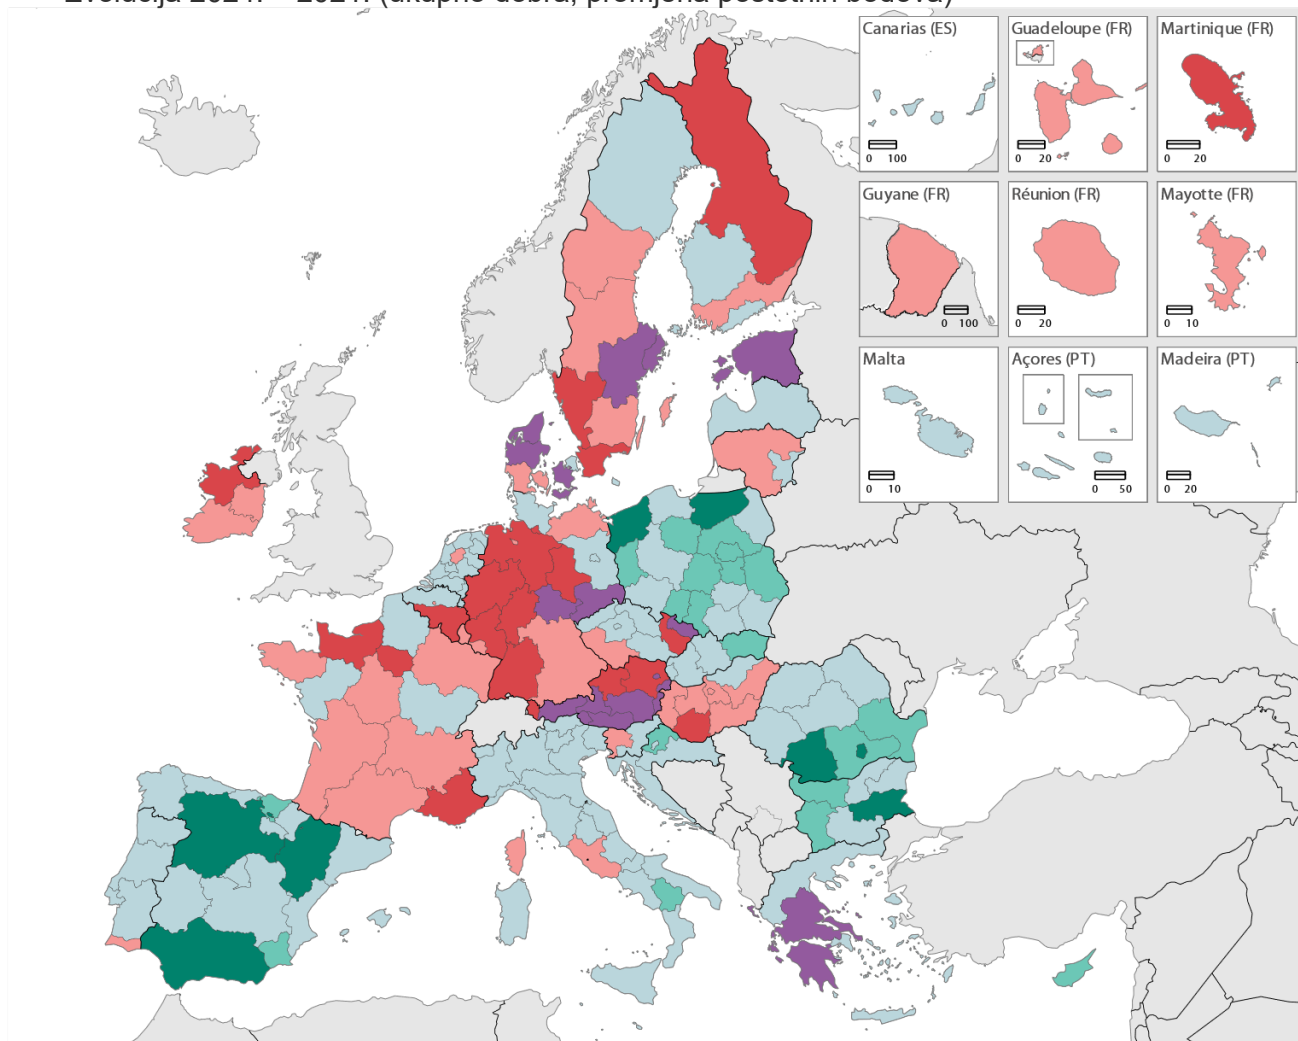 Canarias (ES)
0 100
Guadeloupe (FR)
0 20
Martinique (FR)
0 20
Guyane (FR)
0 100
Réunion (FR)
0 20
Mayotte (FR)
0 10
Malta
0 10
Açores (PT)
0 50
Madeira (PT)
0 20